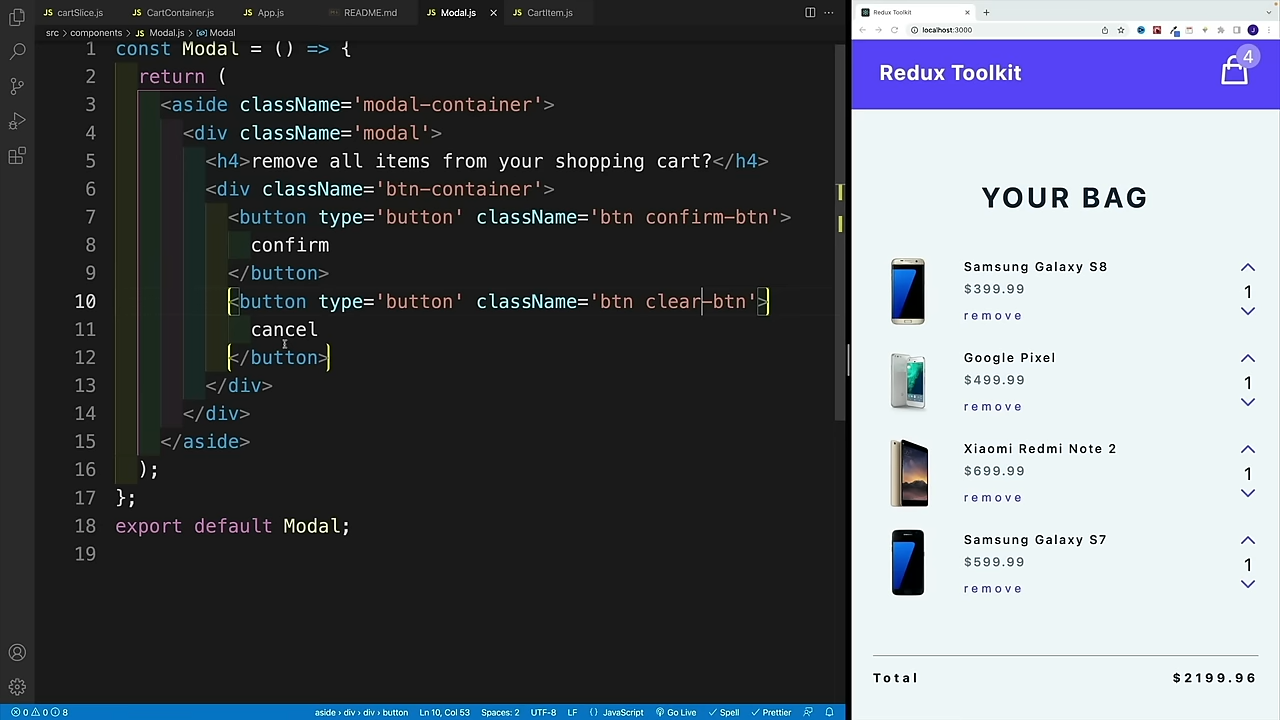 cartSlice.js
CartContainer.js
App.js
README.md
Modal.js
CartItem.js
src > components > Modal.js > Modal
1 const Modal = () => {
2 return (
3 <aside className='modal-container'>
4 <div className='modal'>
5 <h4>remove all items from your shopping cart?</h4>
6 <div className='btn-container'>
7 <button type='button' className='btn confirm-btn'>
8 confirm
9 </button>
10 <button type='button' className='btn clear-btn'>
11 cancel
12 </button>
13 </div>
14 </div>
15 </aside>
16 );
17 };
18 export default Modal;
19
0 0 8
aside > div > div > button
Ln 10, Col 53
Spaces: 2
UTF-8
LF
JavaScript
Go Live
Spell
Prettier
Redux Toolkit
localhost:3000
J
Redux Toolkit
4
YOUR BAG
Samsung Galaxy S8
$399.99
remove
1
Google Pixel
$499.99
remove
1
Xiaomi Redmi Note 2
$699.99
remove
1
Samsung Galaxy S7
$599.99
remove
1
Total $2199.96